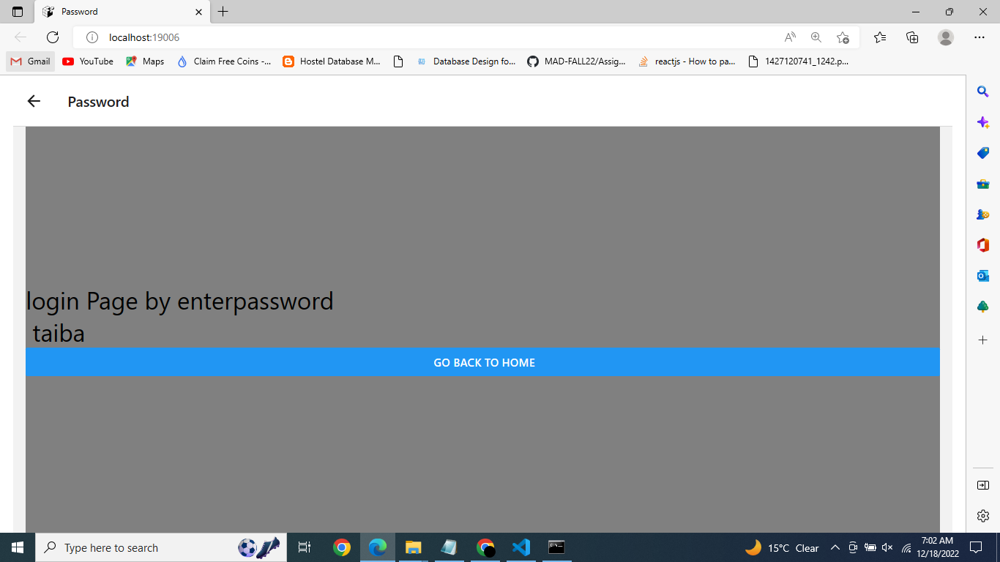 Password
localhost:19006
Gmail
YouTube
Maps
Claim Free Coins -...
Hostel Database M...
Database Design fo...
MAD-FALL22/Assig...
reactjs - How to pa...
1427120741_1242.p...
Password
login Page by enterpassword
taiba
GO BACK TO HOME
Type here to search
15°C Clear
7:02 AM
12/18/2022